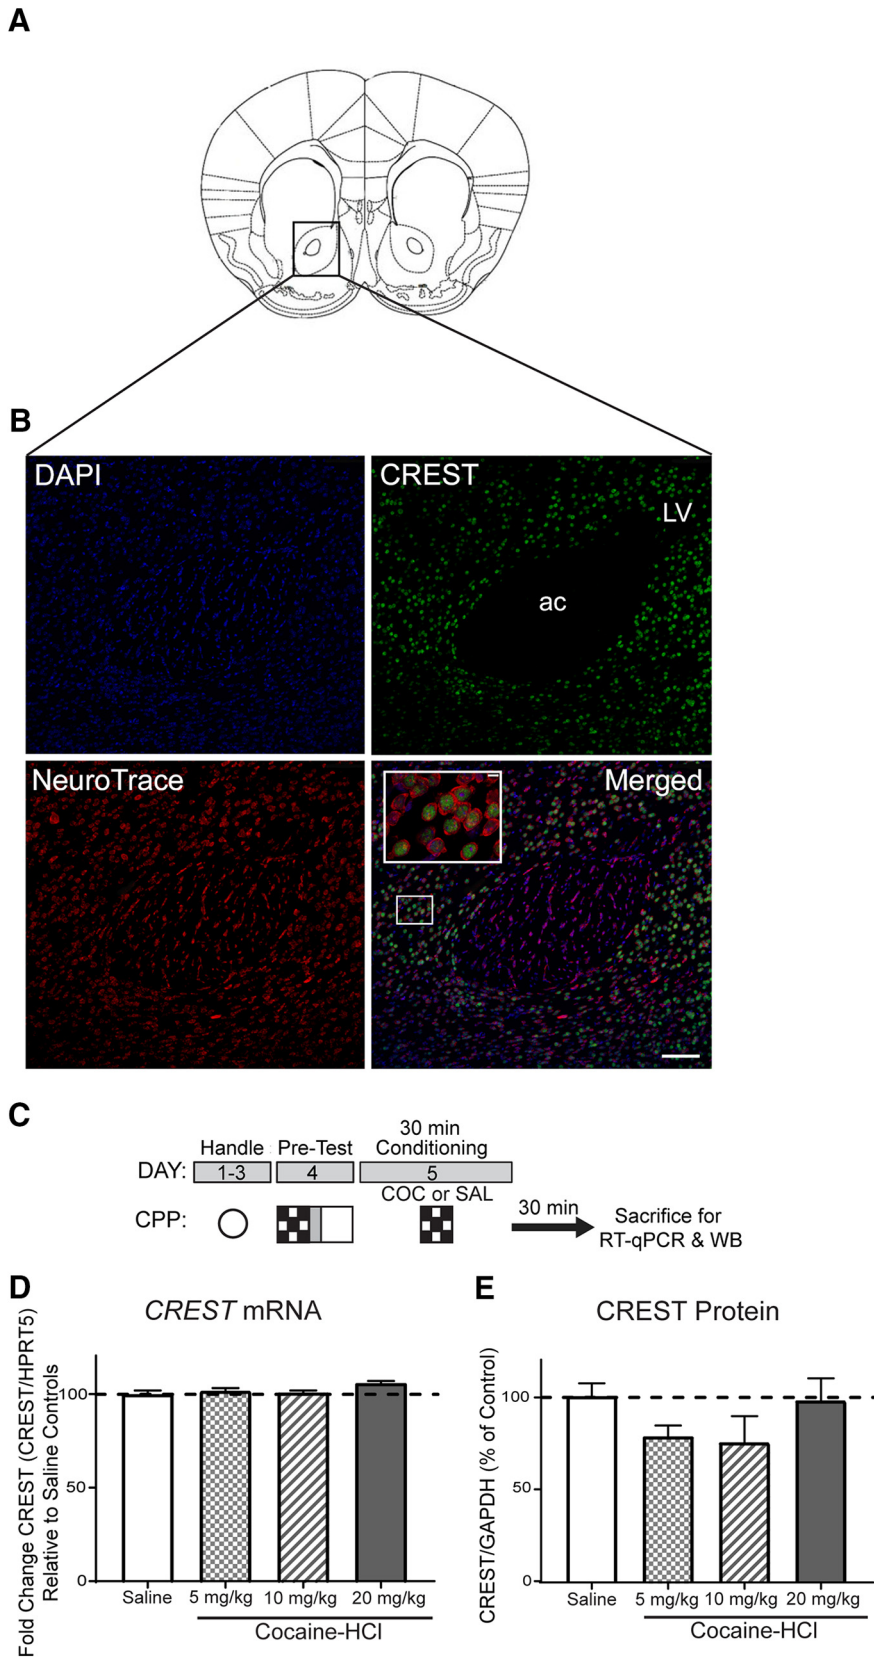 A
B
DAPI
CREST
LV
ac
NeuroTrace
Merged
C
30 min
Handle Pre-Test Conditioning
DAY: 1-3 4 5
COC or SAL
CPP:
30 min
Sacrifice for
RT-qPCR & WB
D
CREST mRNA
Fold Change CREST (CREST/HPRT5)
Relative to Saline Controls
100
50
0
Saline 5 mg/kg 10 mg/kg 20 mg/kg
Cocaine-HCl
E
CREST Protein
CREST/GAPDH (% of Control)
100
50
0
Saline 5 mg/kg 10 mg/kg 20 mg/kg
Cocaine-HCl